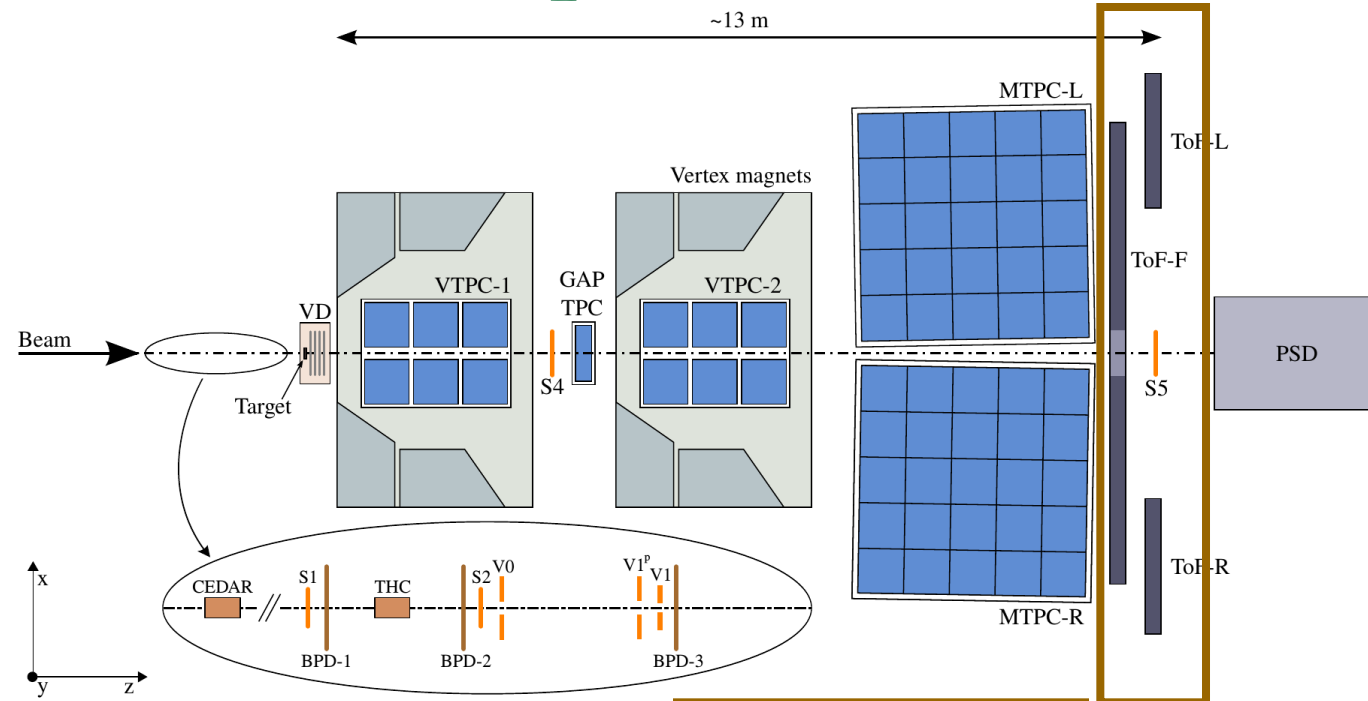 ~13 m
MTPC-L
ToF-L
Vertex magnets
ToF-F
VTPC-1
GAP
TPC
VTPC-2
VD
Beam
PSD
S4
S5
Target
ToF-R
MTPC-R
CEDAR
S1
THC
S2
V0
V1ᵖ
V1
BPD-1
BPD-2
BPD-3
x
y
z